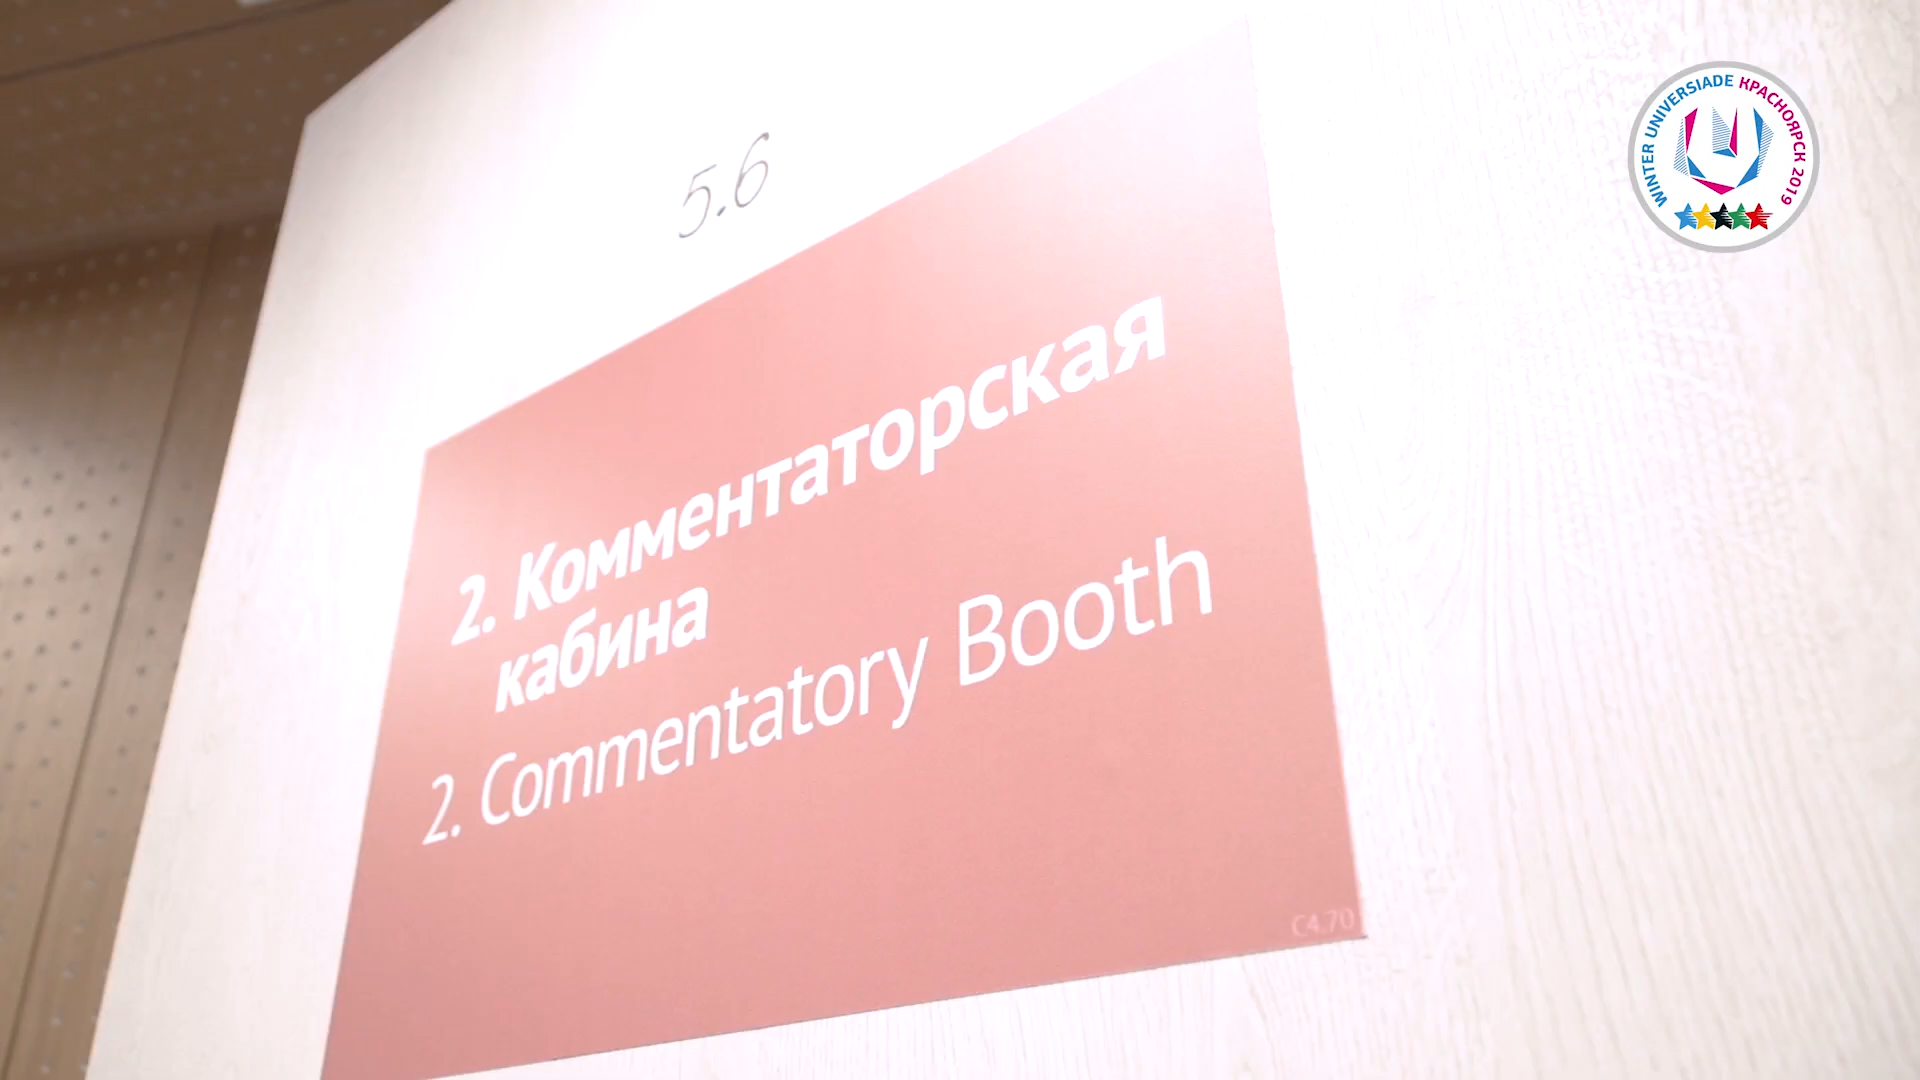 WINTER UNIVERSIADE КРАСНОЯРСК 2019
5.6
2. Комментаторская
кабина
2. Commentatory Booth
C4.70